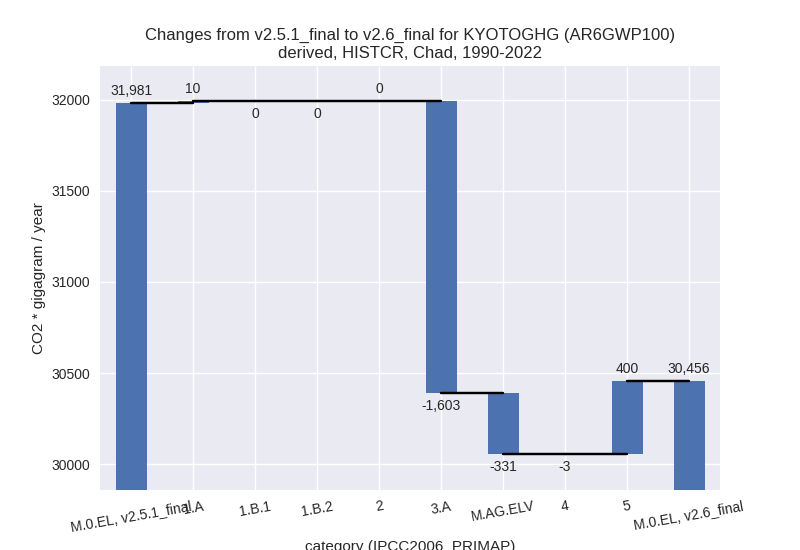 Changes from v2.5.1_final to v2.6_final for KYOTOGHG (AR6GWP100)
derived, HISTCR, Chad, 1990-2022
CO2 * gigagram / year
32000
31500
31000
30500
30000
31,981
10
0
0
0
-1,603
-331
-3
400
30,456
M.0.EL, v2.5.1_final
1.A
1.B.1
1.B.2
2
3.A
M.AG.ELV
4
5
M.0.EL, v2.6_final
category (IPCC2006_PRIMAP)